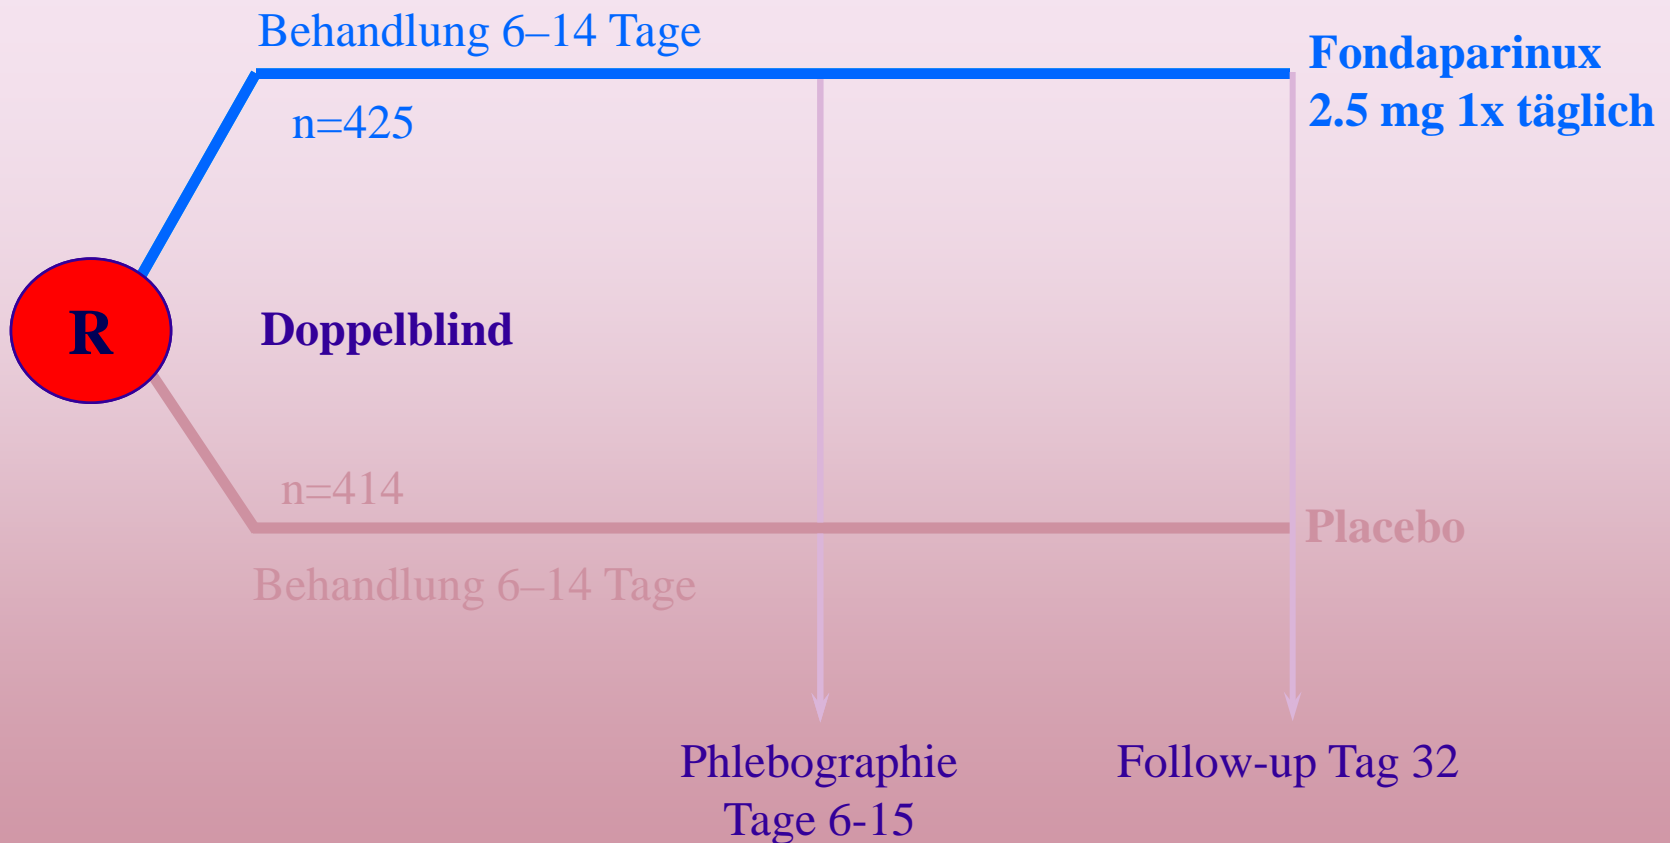 Behandlung 6–14 Tage
Fondaparinux
2.5 mg 1x täglich
n=425
R
Doppelblind
n=414
Placebo
Behandlung 6–14 Tage
Phlebographie
Tage 6-15
Follow-up Tag 32